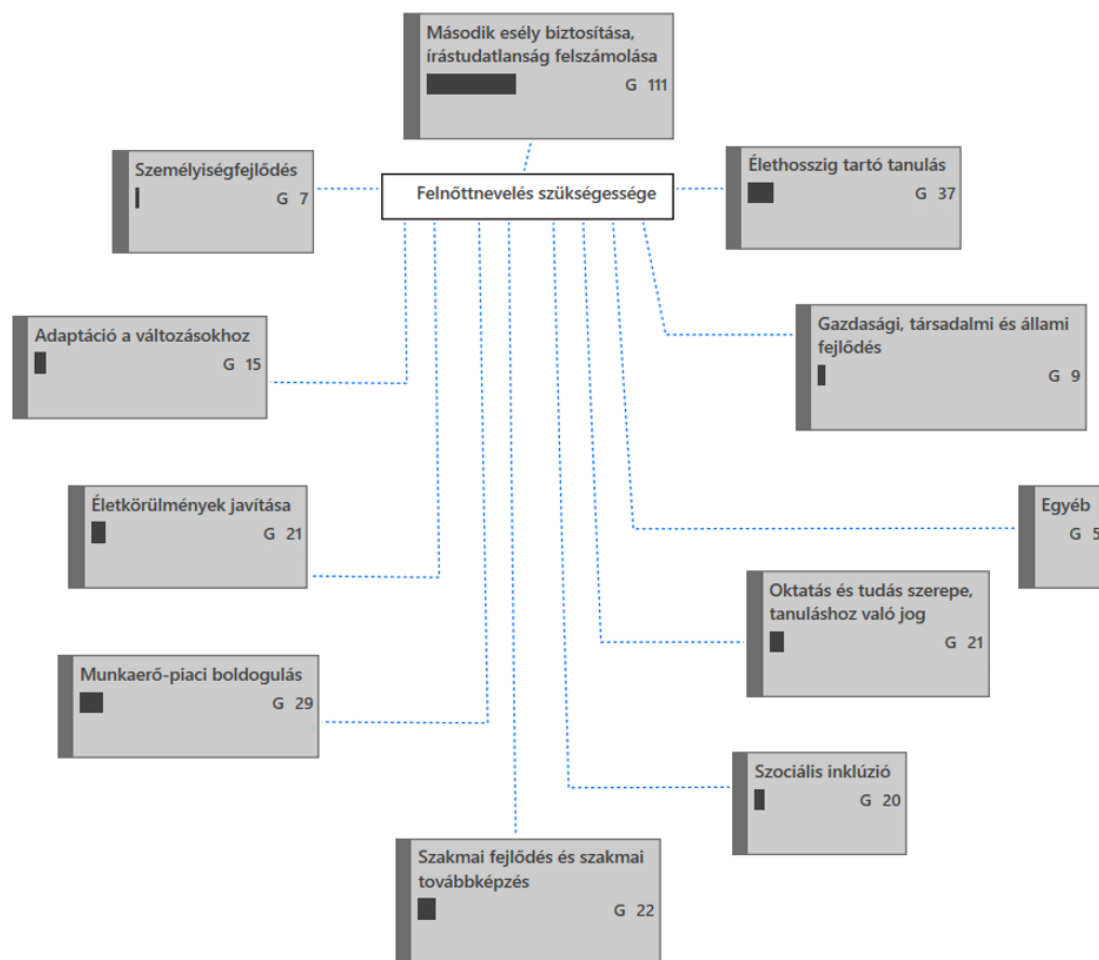 Második esély biztosítása,
írástudatlanság felszámolása
G 111
Személyiségfejlődés
G 7
Felnőttnevelés szükségessége
Élethosszig tartó tanulás
G 37
Adaptáció a változásokhoz
G 15
Gazdasági, társadalmi és állami
fejlődés
G 9
Életkörülmények javítása
G 21
Egyéb
G 5
Oktatás és tudás szerepe,
tanuláshoz való jog
G 21
Munkaerő-piaci boldogulás
G 29
Szociális inklúzió
G 20
Szakmai fejlődés és szakmai
továbbképzés
G 22